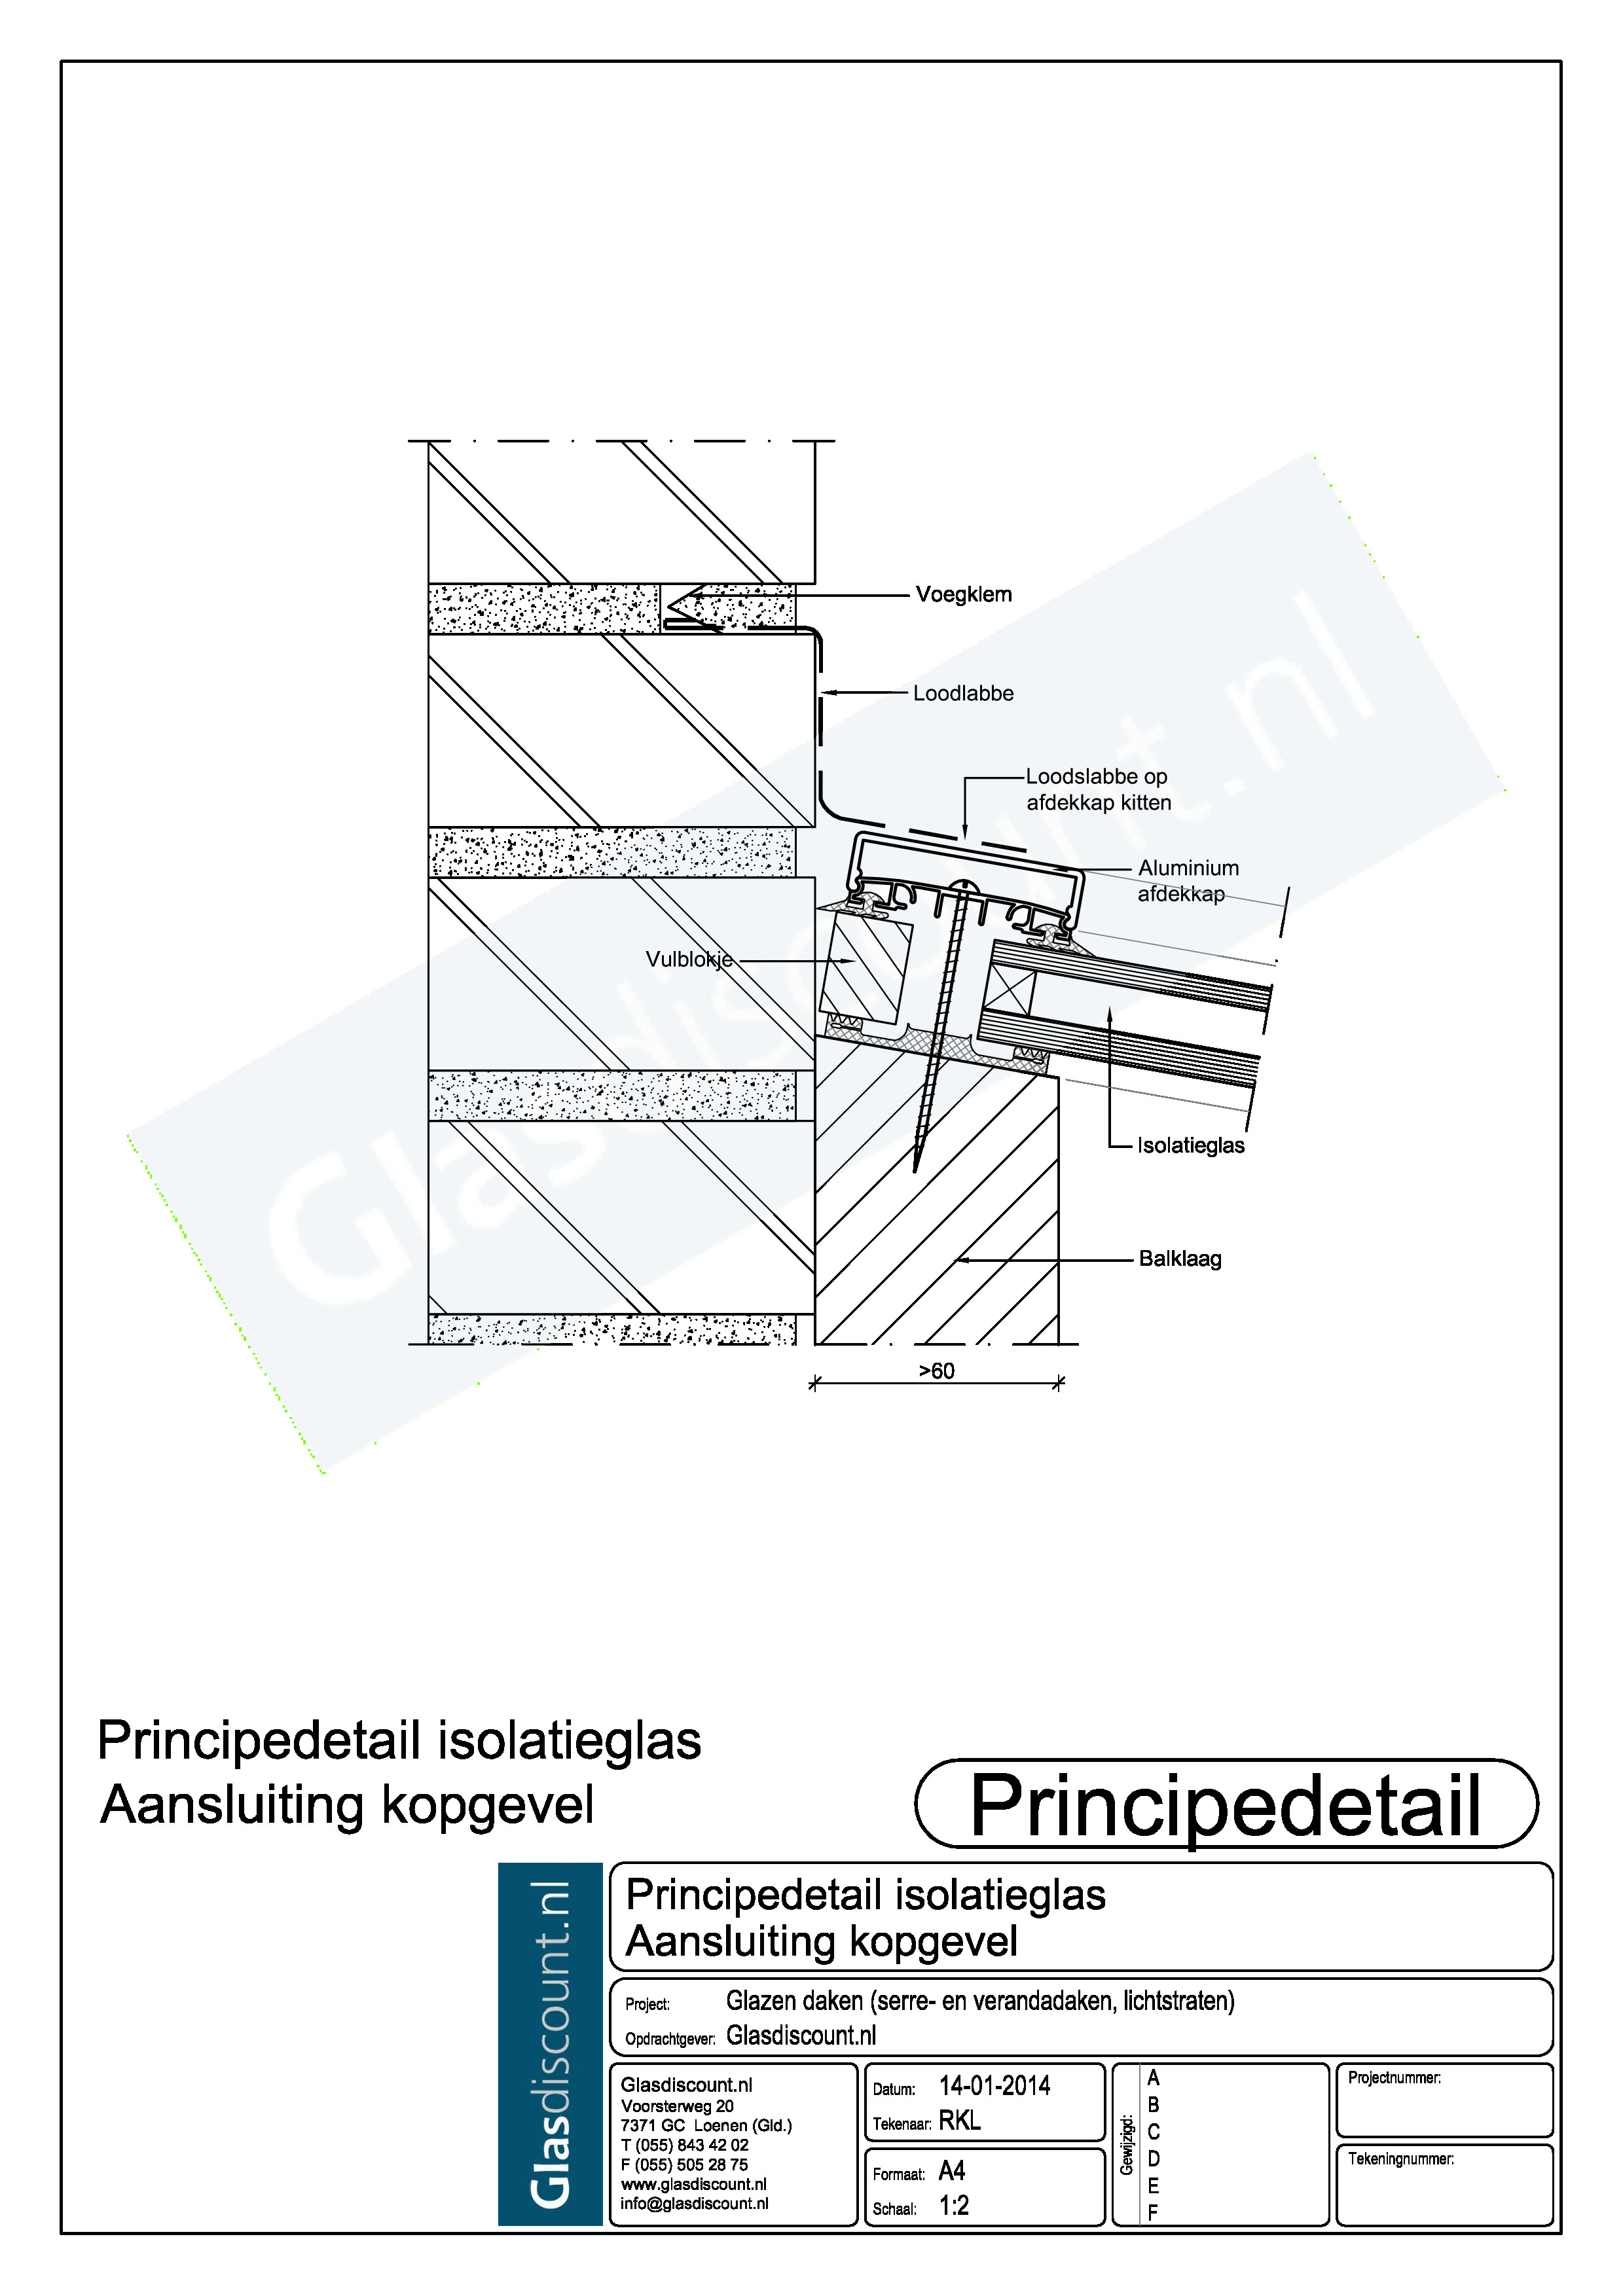 Voegklem
Loodlabbe
Loodslabbe op
afdekkap kitten
Aluminium
afdekkap
Vulblokje
Isolatieglas
Balklaag
>60
Glasdiscount.nl
Principedetail isolatieglas
Aansluiting kopgevel
Principedetail
Glasdiscount.nl
Principedetail isolatieglas
Aansluiting kopgevel
Project: Glazen daken (serre- en verandadaken, lichtstraten)
Opdrachtgever: Glasdiscount.nl
Glasdiscount.nl
Voorsterweg 20
7371 GC Loenen (Gld.)
T (055) 843 42 02
F (055) 505 28 75
www.glasdiscount.nl
info@glasdiscount.nl
Datum: 14-01-2014
Tekenaar: RKL
Formaat: A4
Schaal: 1:2
Gewijzigd:
A
B
C
D
E
F
Projectnummer:
Tekeningnummer: